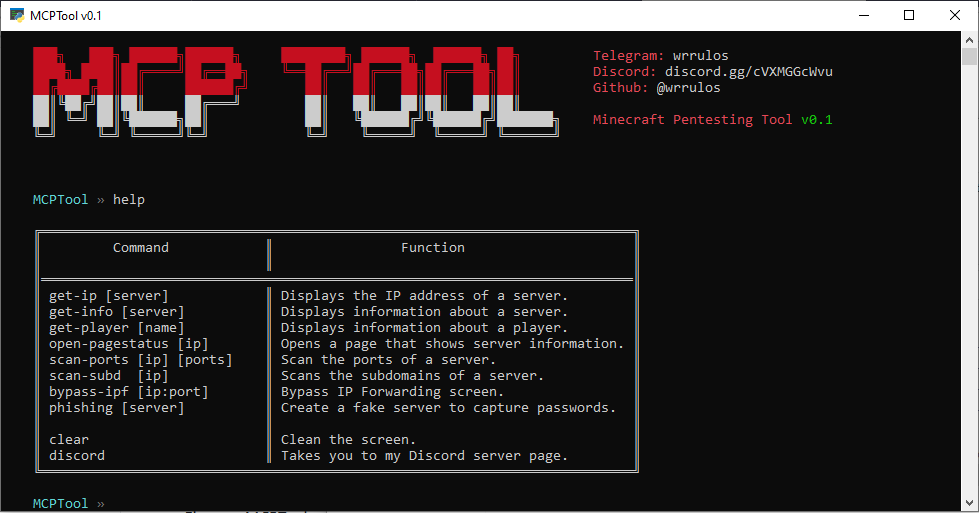 MCPTool v0.1
MCP TOOL
Telegram: wrrulos
Discord: discord.gg/cVXMGGcWvu
Github: @wrrulos
Minecraft Pentesting Tool v0.1
MCPTool » help
Command Function
get-ip [server] Displays the IP address of a server.
get-info [server] Displays information about a server.
get-player [name] Displays information about a player.
open-pagestatus [ip] Opens a page that shows server information.
scan-ports [ip] [ports] Scan the ports of a server.
scan-subd  [ip] Scans the subdomains of a server.
bypass-ipf [ip:port] Bypass IP Forwarding screen.
phishing [server] Create a fake server to capture passwords.
clear Clean the screen.
discord Takes you to my Discord server page.
MCPTool »